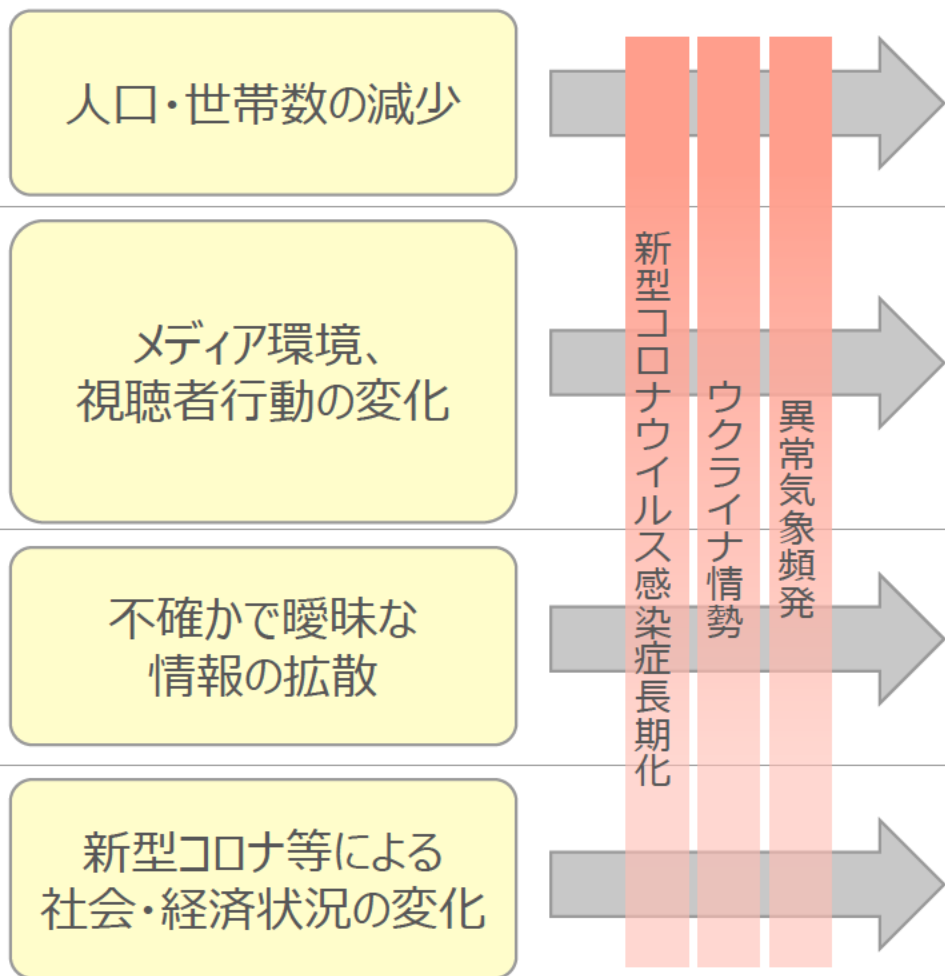 人口・世帯数の減少
メディア環境、
視聴者行動の変化
不確かで曖昧な
情報の拡散
新型コロナ等による
社会・経済状況の変化
新型コロナウイルス感染症長期化
ウクライナ情勢
異常気象頻発